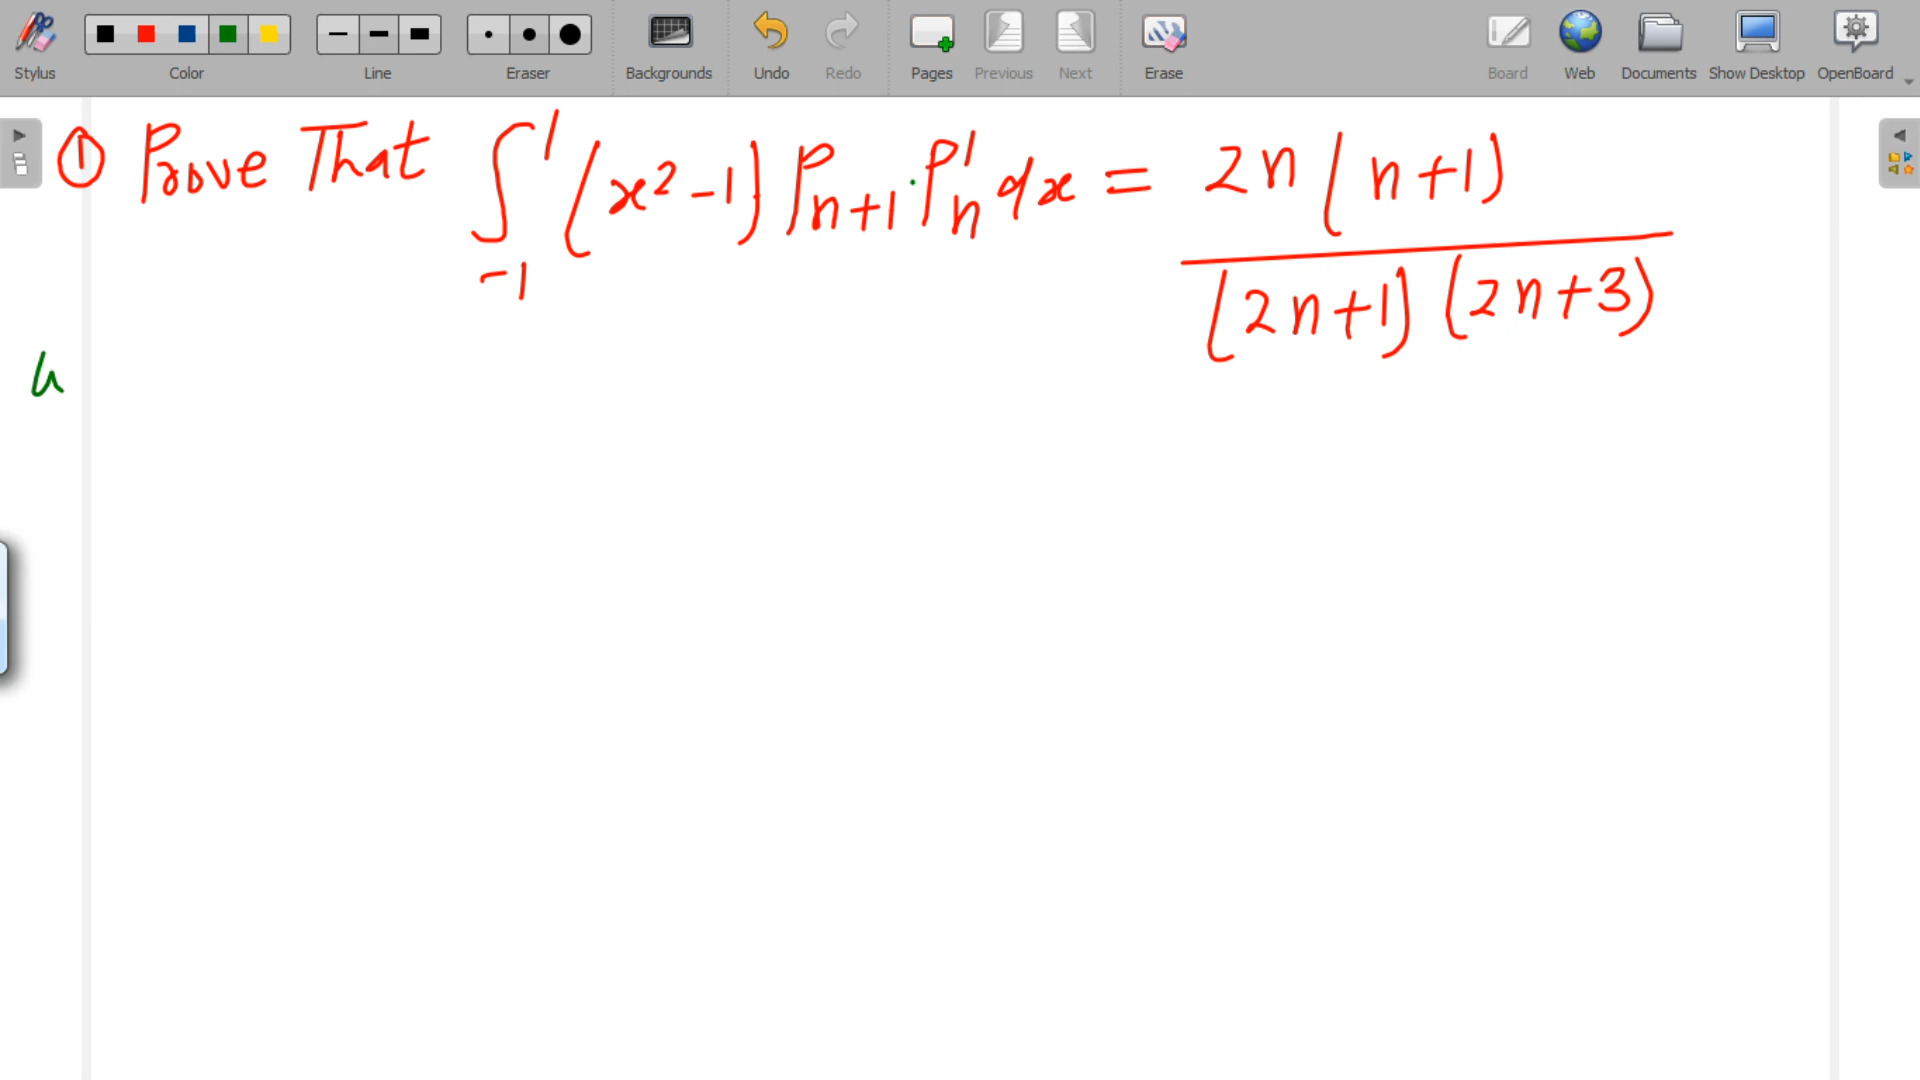 Stylus Color Line Eraser Backgrounds Undo Redo Pages Previous Next Erase Board Web Documents Show Desktop OpenBoard
① Prove That ∫₋₁¹ (x²-1) Pₙ₊₁ · P'ₙ dx = 2n(n+1) / (2n+1)(2n+3)